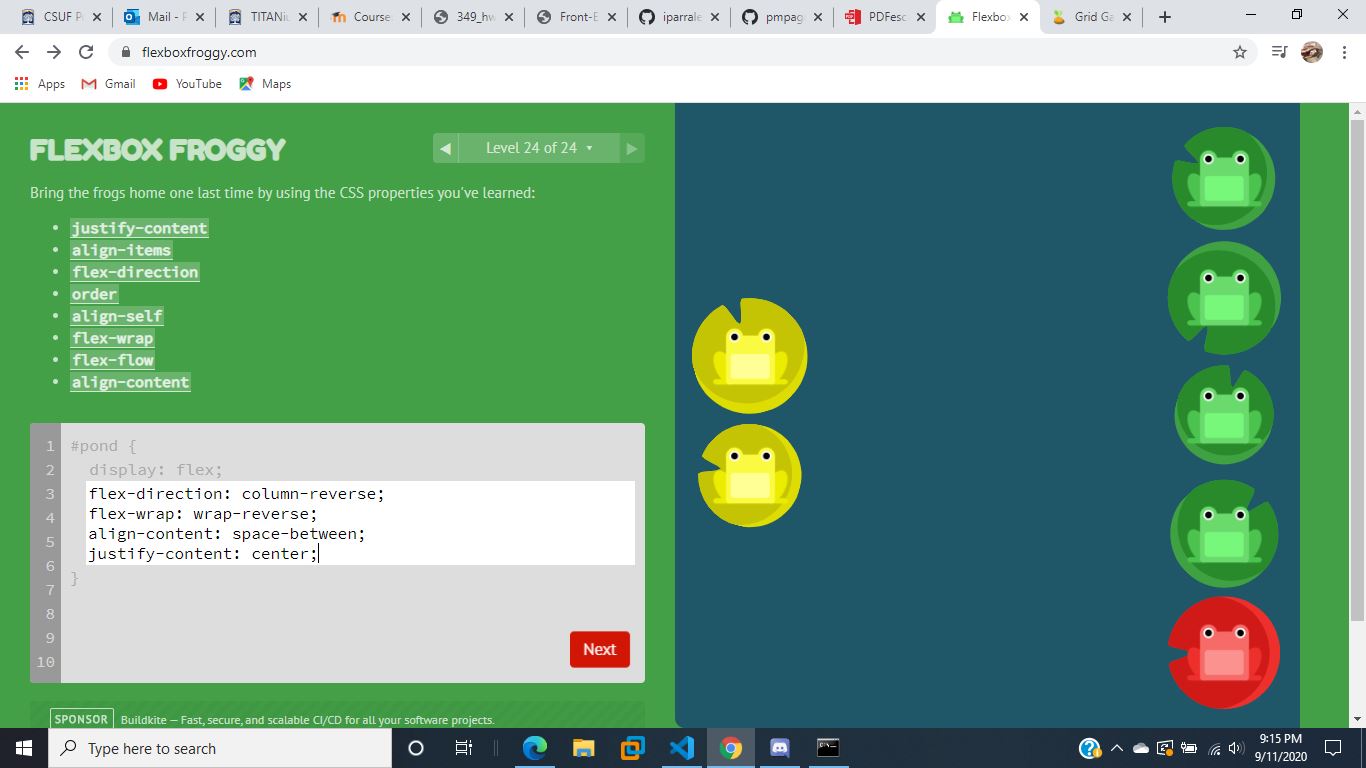 CSUF P
Mail - F
TITANi
Course:
349_hw
Front-E
iparrale
pmpag
PDFesc
Flexbo
Grid Ga
flexboxfroggy.com
Apps
Gmail
YouTube
Maps
FLEXBOX FROGGY
◀ Level 24 of 24 ▾ ▶
Bring the frogs home one last time by using the CSS properties you've learned:
• justify-content
• align-items
• flex-direction
• order
• align-self
• flex-wrap
• flex-flow
• align-content
1 #pond {
2 display: flex;
3 flex-direction: column-reverse;
4 flex-wrap: wrap-reverse;
5 align-content: space-between;
6 justify-content: center;
7 }
8
9
10
Next
SPONSOR Buildkite — Fast, secure, and scalable CI/CD for all your software projects.
Type here to search
9:15 PM
9/11/2020